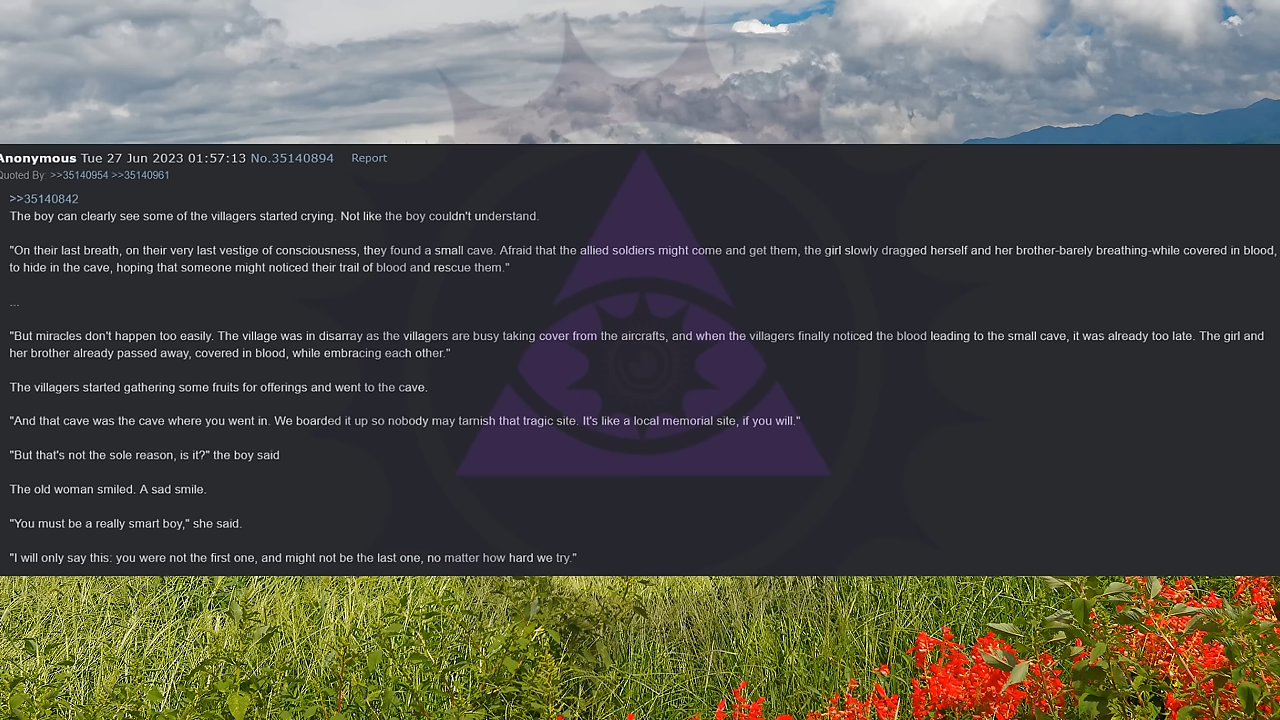 Anonymous Tue 27 Jun 2023 01:57:13 No.35140894 Report
Quoted By: >>35140954 >>35140961
>>35140842
The boy can clearly see some of the villagers started crying. Not like the boy couldn't understand.
"On their last breath, on their very last vestige of consciousness, they found a small cave. Afraid that the allied soldiers might come and get them, the girl slowly dragged herself and her brother-barely breathing-while covered in blood,
to hide in the cave, hoping that someone might noticed their trail of blood and rescue them."
...
"But miracles don't happen too easily. The village was in disarray as the villagers are busy taking cover from the aircrafts, and when the villagers finally noticed the blood leading to the small cave, it was already too late. The girl and
her brother already passed away, covered in blood, while embracing each other."
The villagers started gathering some fruits for offerings and went to the cave.
"And that cave was the cave where you went in. We boarded it up so nobody may tarnish that tragic site. It's like a local memorial site, if you will."
"But that's not the sole reason, is it?" the boy said
The old woman smiled. A sad smile.
"You must be a really smart boy," she said.
"I will only say this: you were not the first one, and might not be the last one, no matter how hard we try."